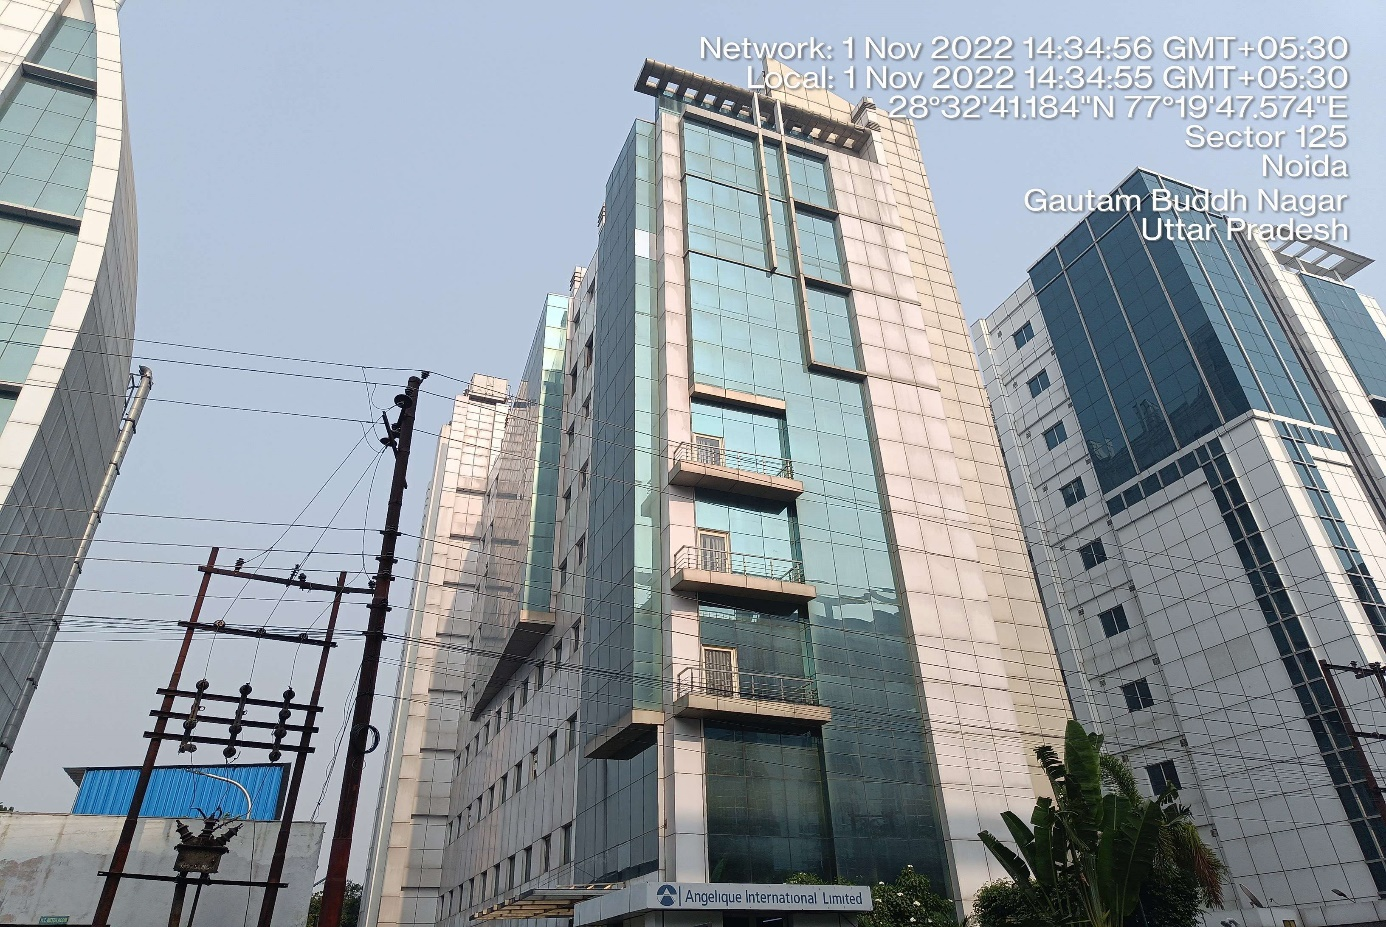 Network: 1 Nov 2022 14:34:56 GMT+05:30
Local: 1 Nov 2022 14:34:55 GMT+05:30
28°32'41.184"N 77°19'47.574"E
Sector 125
Noida
Gautam Buddh Nagar
Uttar Pradesh
Angelique International Limited